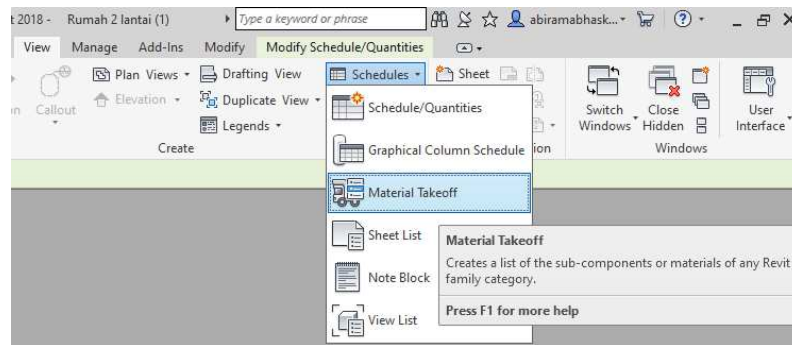 t 2018 - Rumah 2 lantai (1) Type a keyword or phrase abiramabhask...
View Manage Add-Ins Modify Modify Schedule/Quantities
Plan Views Drafting View Schedules Sheet
Elevation Duplicate View
Callout Legends
Switch Windows Close Hidden User Interface
Create Windows
Schedule/Quantities
Graphical Column Schedule
Material Takeoff
Sheet List
Note Block
View List
Material Takeoff
Creates a list of the sub-components or materials of any Revit
family category.
Press F1 for more help